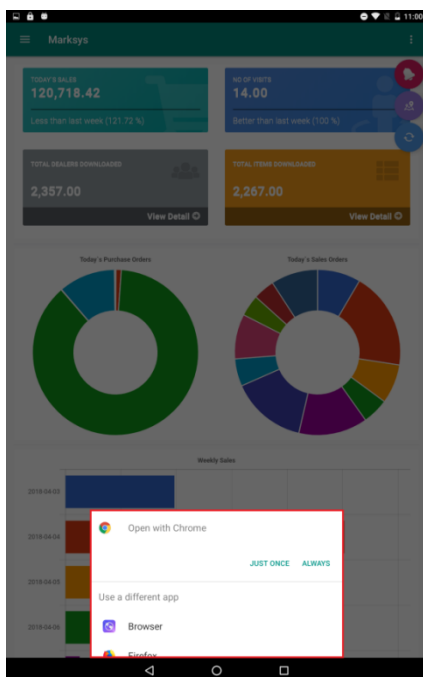 11:00
Marksys
TODAY'S SALES
120,718.42
Less than last week (121.72 %)
NO OF VISITS
14.00
Better than last week (100 %)
TOTAL DEALERS DOWNLOADED
2,357.00
View Detail
TOTAL ITEMS DOWNLOADED
2,267.00
View Detail
Today`s Purchase Orders
Today`s Sales Orders
Weekly Sales
2018-04-03
2018-04-04
2018-04-05
2018-04-06
Open with Chrome
JUST ONCE
ALWAYS
Use a different app
Browser
Firefox